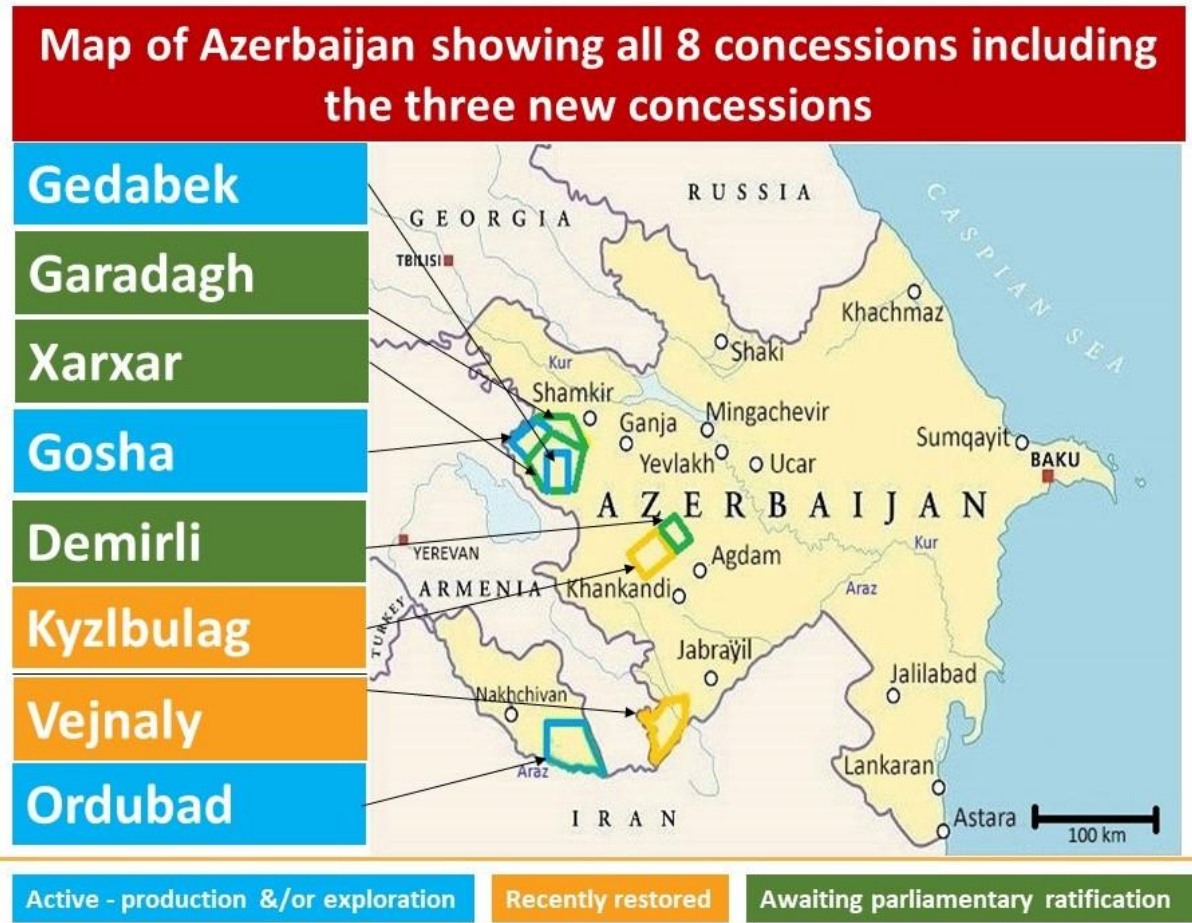 Map of Azerbaijan showing all 8 concessions including
the three new concessions
Gedabek
Garadagh
Xarxar
Gosha
Demirli
Kyzlbulag
Vejnaly
Ordubad
RUSSIA
GEORGIA
TBILISI
CASPIAN SEA
Khachmaz
Shaki
Kur
Shamkir
Ganja
Mingachevir
Yevlakh
Ucar
Sumqayit
BAKU
AZERBAIJAN
YEREVAN
ARMENIA
Agdam
Kur
Khankandi
Araz
TURKEY
Jabraÿil
Jalilabad
Nakhchivan
Araz
Lankaran
IRAN
Astara
100 km
Active - production &/or exploration
Recently restored
Awaiting parliamentary ratification